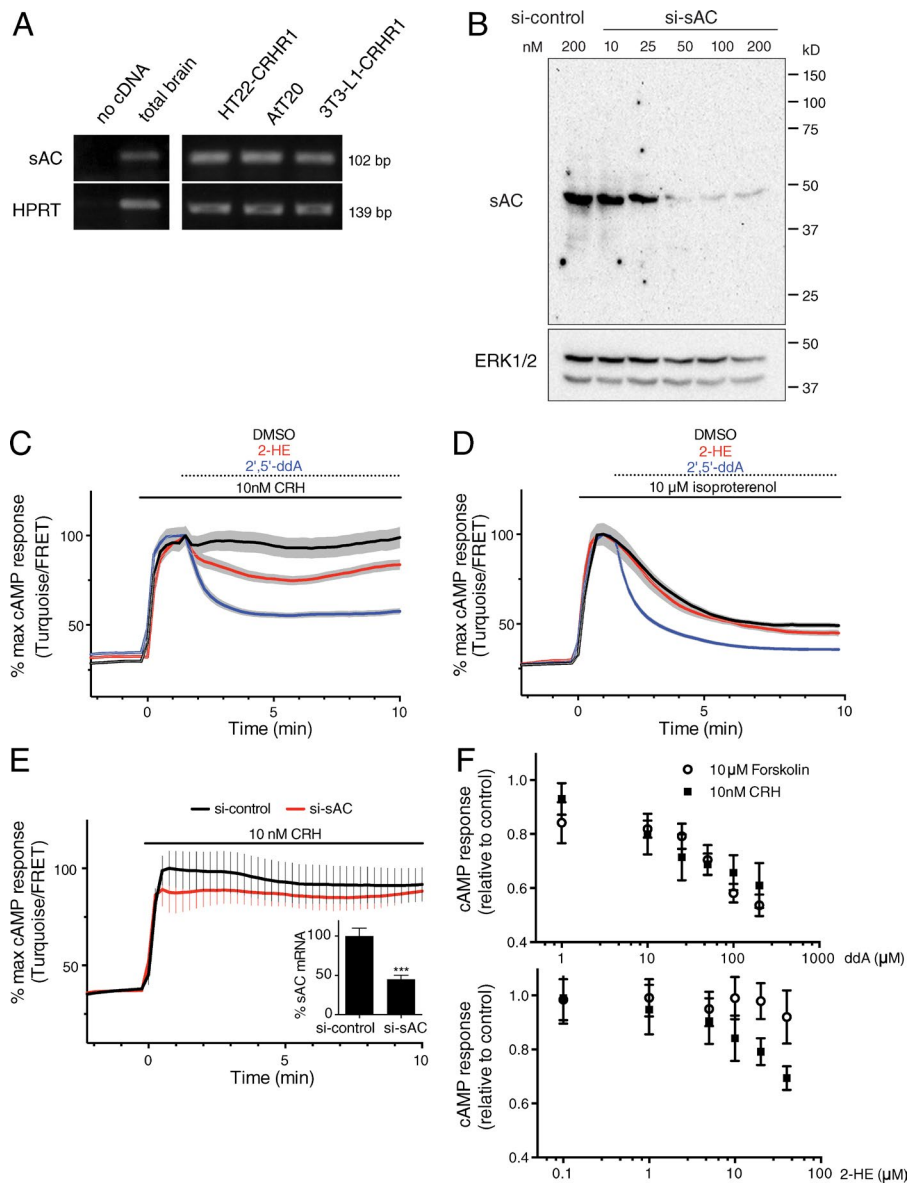 A
no cDNA
total brain
HT22-CRHR1
AtT20
3T3-L1-CRHR1
sAC
102 bp
HPRT
139 bp
B
si-control si-sAC
nM 200 10 25 50 100 200 kD
150
100
75
50
sAC
37
25
50
ERK1/2
37
C
DMSO
2-HE
2',5'-ddA
10nM CRH
% max cAMP response
(Turquoise/FRET)
100
50
0 5 10
Time (min)
D
DMSO
2-HE
2',5'-ddA
10 µM isoproterenol
% max cAMP response
(Turquoise/FRET)
100
50
0 5 10
Time (min)
E
si-control si-sAC
10 nM CRH
% max cAMP response
(Turquoise/FRET)
100
50
0 5 10
Time (min)
% sAC mRNA
100
50
0
***
si-control si-sAC
F
10µM Forskolin
10nM CRH
cAMP response
(relative to control)
1.0
0.8
0.6
0.4
1 10 100 1000 ddA (µM)
cAMP response
(relative to control)
1.0
0.8
0.6
0.4
0.1 1 10 100 2-HE (µM)